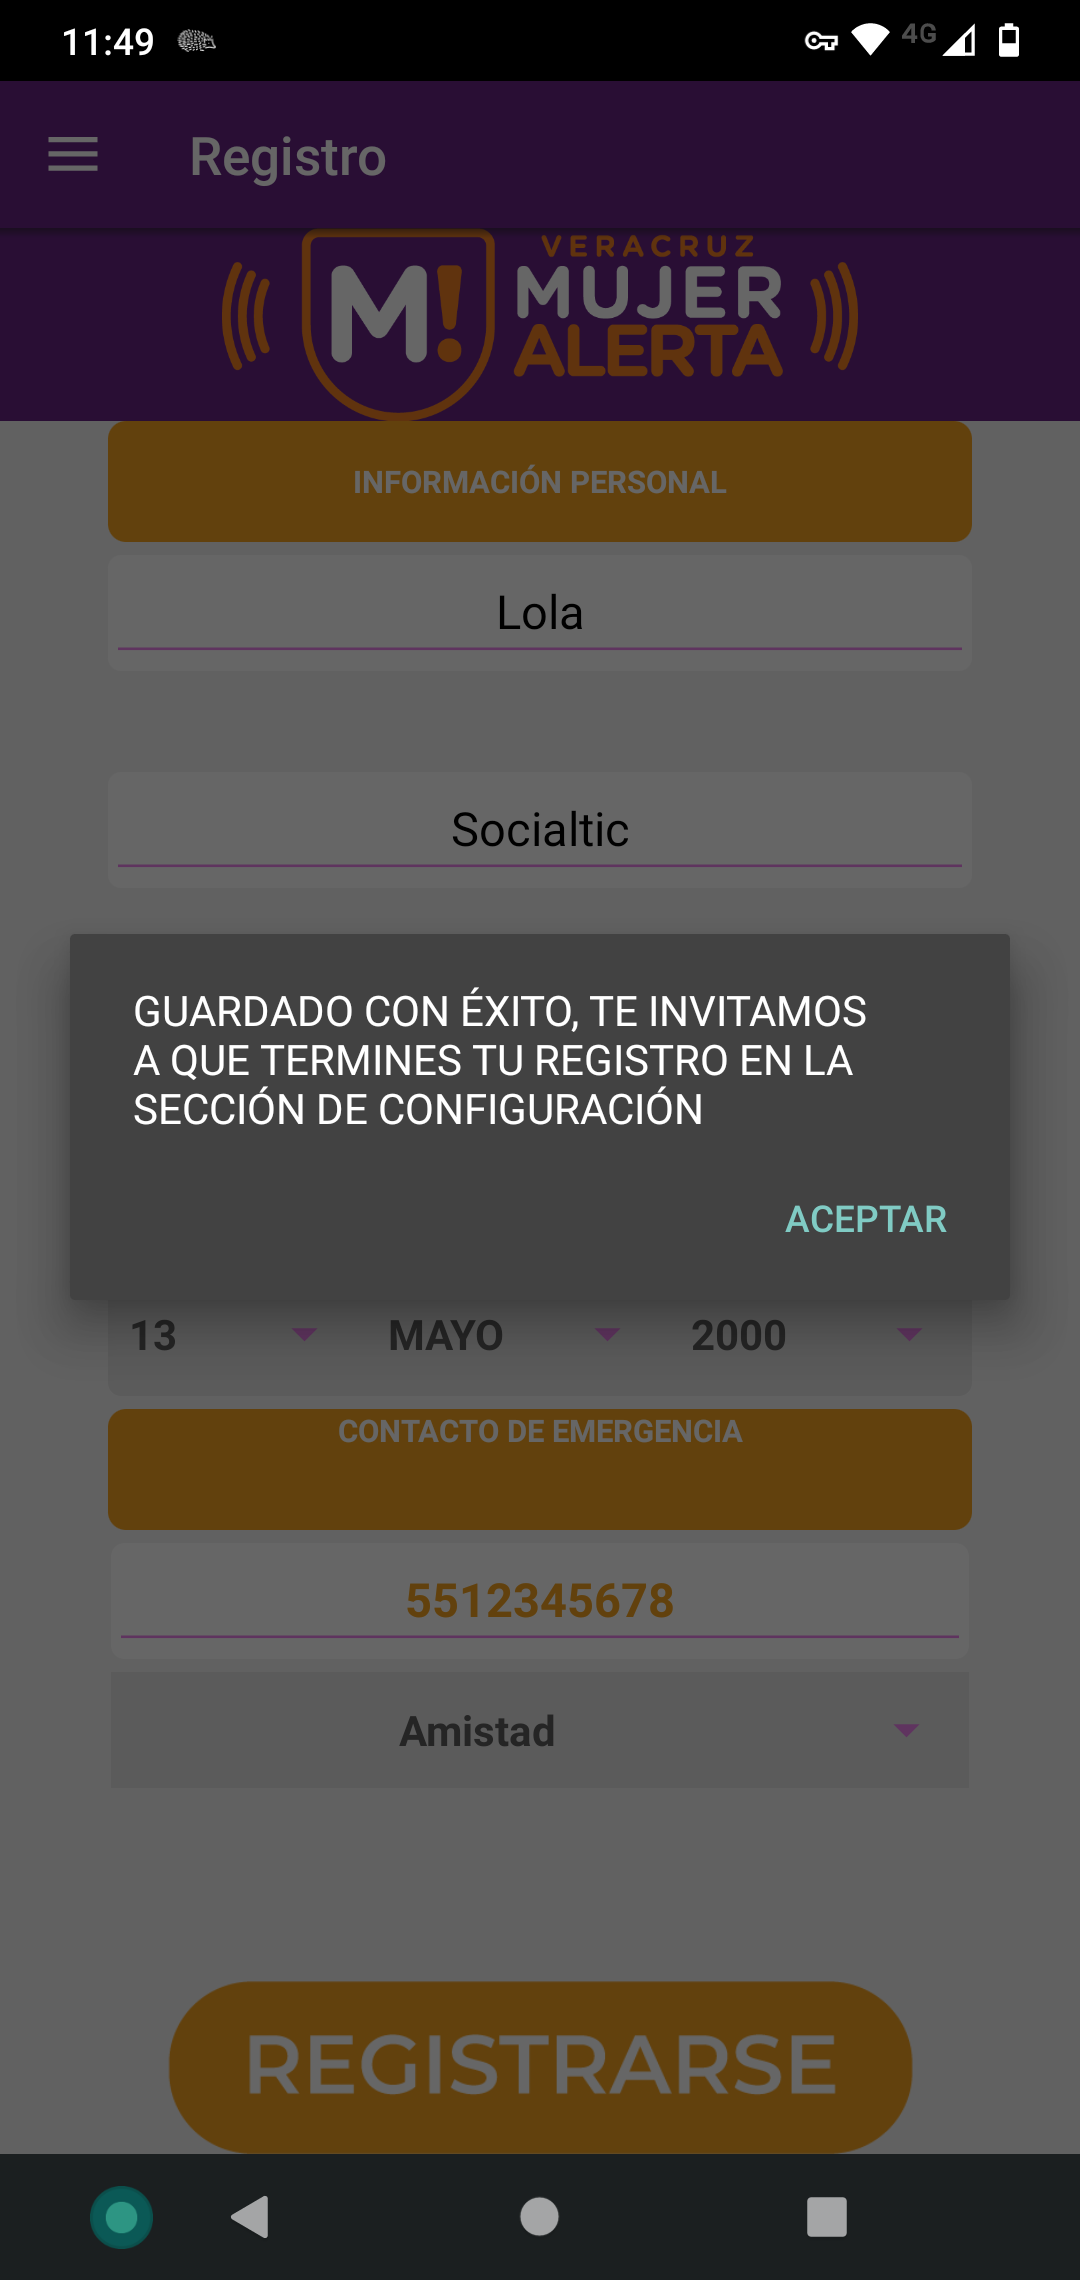 11:49
4G
Registro
VERACRUZ
M! MUJER
ALERTA
INFORMACIÓN PERSONAL
Lola
Socialtic
GUARDADO CON ÉXITO, TE INVITAMOS
A QUE TERMINES TU REGISTRO EN LA
SECCIÓN DE CONFIGURACIÓN
ACEPTAR
13 MAYO 2000
CONTACTO DE EMERGENCIA
5512345678
Amistad
REGISTRARSE